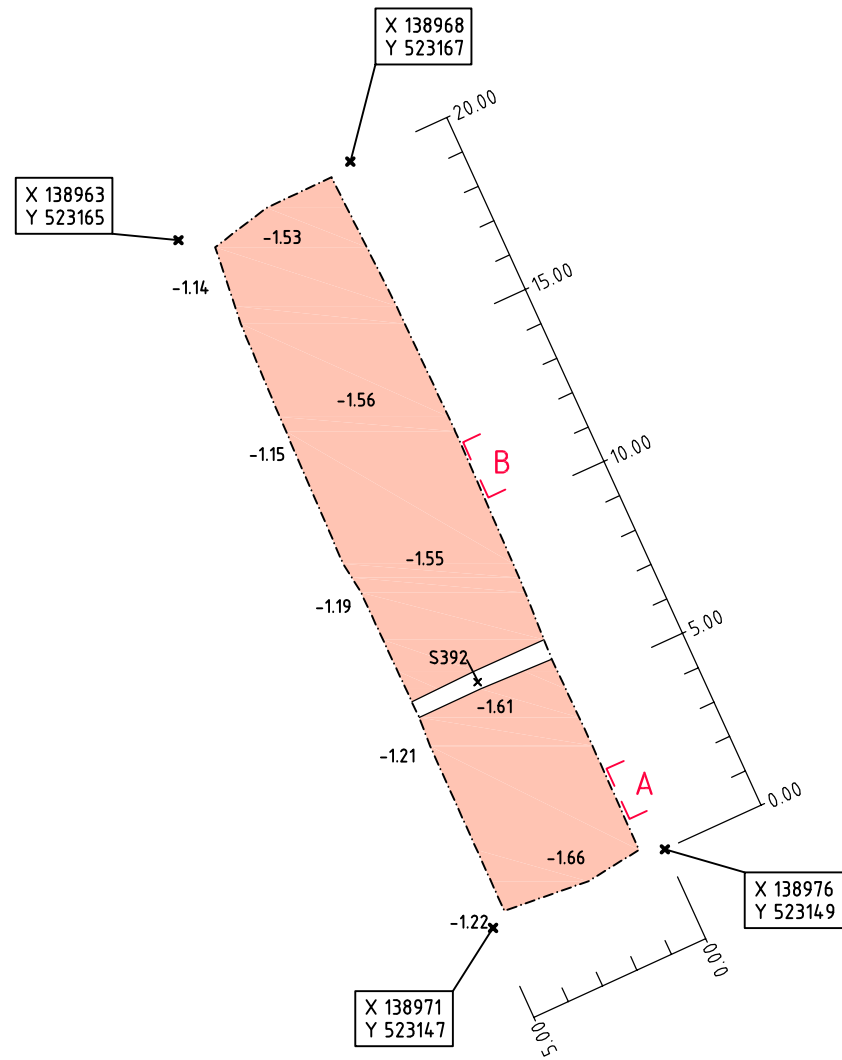 X 138968
Y 523167
20.00
X 138963
Y 523165
-1.53
-1.14
15.00
-1.56
-1.15
B
10.00
-1.55
-1.19
5.00
S392
-1.61
-1.21
A
0.00
-1.66
X 138976
Y 523149
-1.22
0.00
X 138971
Y 523147
5.00